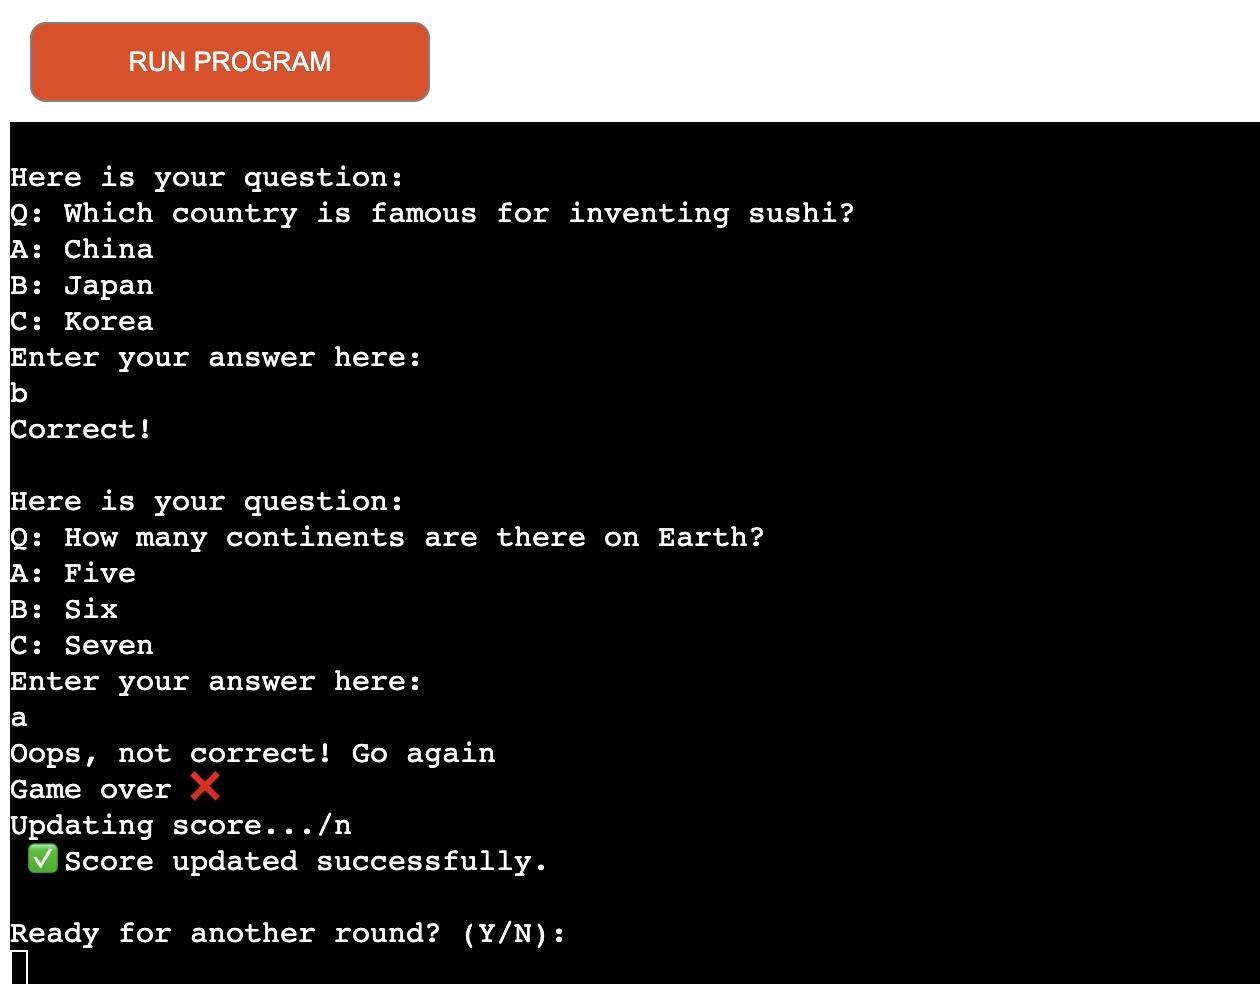 RUN PROGRAM
Here is your question:
Q: Which country is famous for inventing sushi?
A: China
B: Japan
C: Korea
Enter your answer here:
b
Correct!
Here is your question:
Q: How many continents are there on Earth?
A: Five
B: Six
C: Seven
Enter your answer here:
a
Oops, not correct! Go again
Game over ❌
Updating score.../n
✅ Score updated successfully.
Ready for another round? (Y/N):